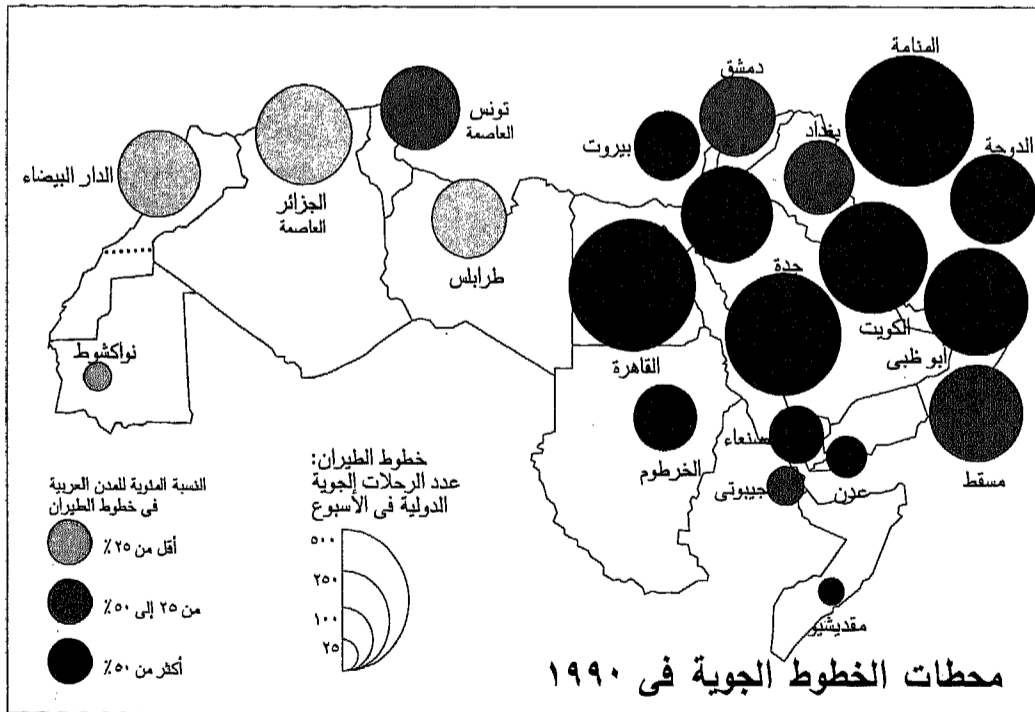 المنامة
دمشق
تونس
العاصمة
بيروت
بغداد
الدوحة
الدار البيضاء
الجزائر
العاصمة
طرابلس
جدة
الكويت
أبو ظبى
القاهرة
نواكشوط
صنعاء
الخرطوم
جيبوتى
عدن
مسقط
مقديشيو
خطوط الطيران:
عدد الرحلات الجوية
الدولية فى الأسبوع
٥٠٠
٢٥٠
١٠٠
٢٥
النسبة المئوية للمدن العربية
فى خطوط الطيران
أقل من ٢٥٪
من ٢٥ إلى ٥٠٪
أكثر من ٥٠٪
محطات الخطوط الجوية فى ١٩٩٠